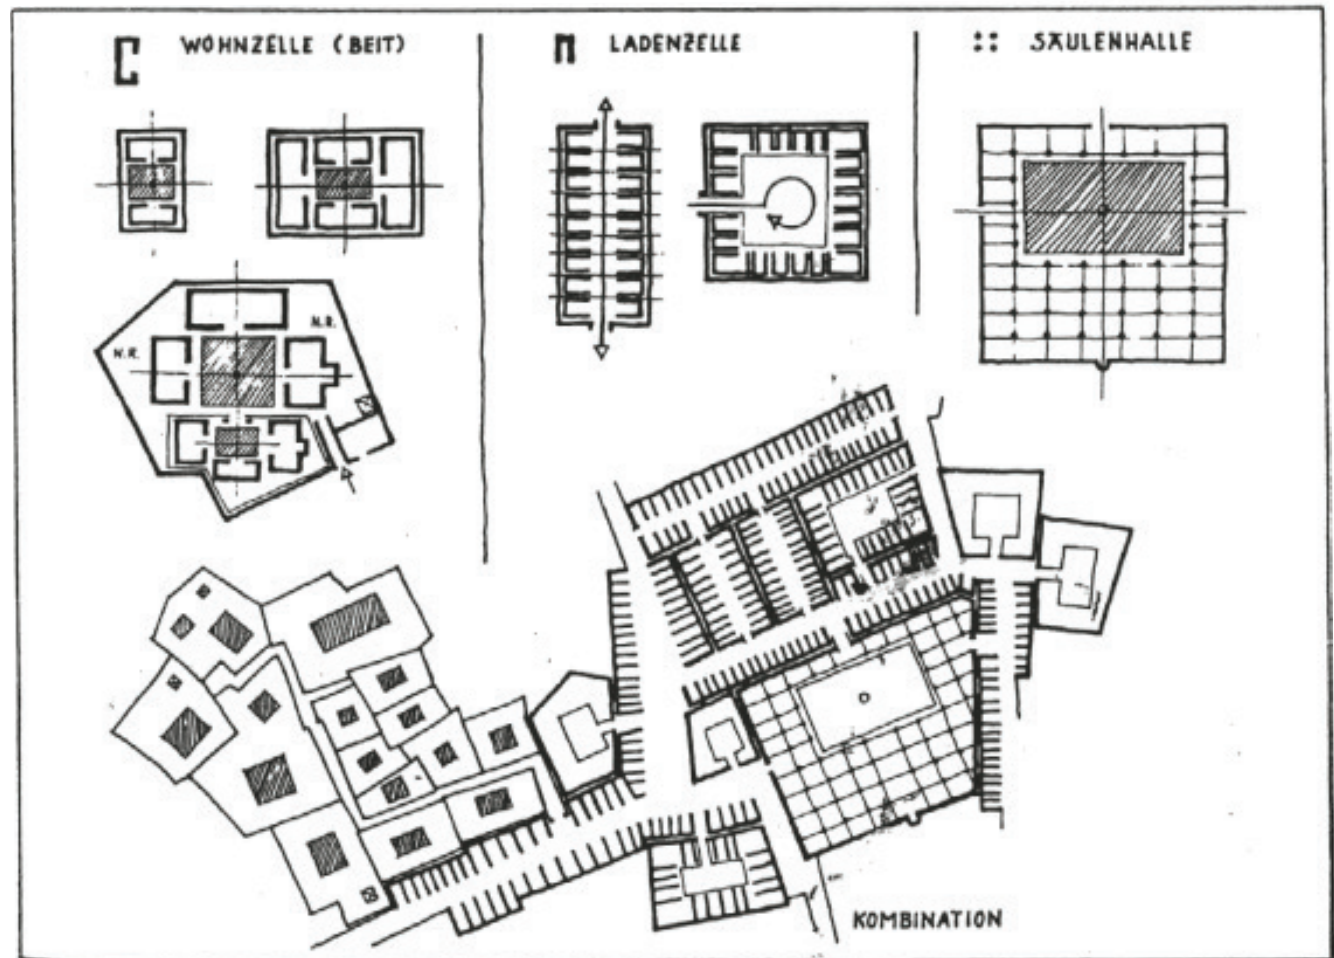 WOHNZELLE (BEIT)
LADENZELLE
SÄULENHALLE
N.R.
N.R.
KOMBINATION